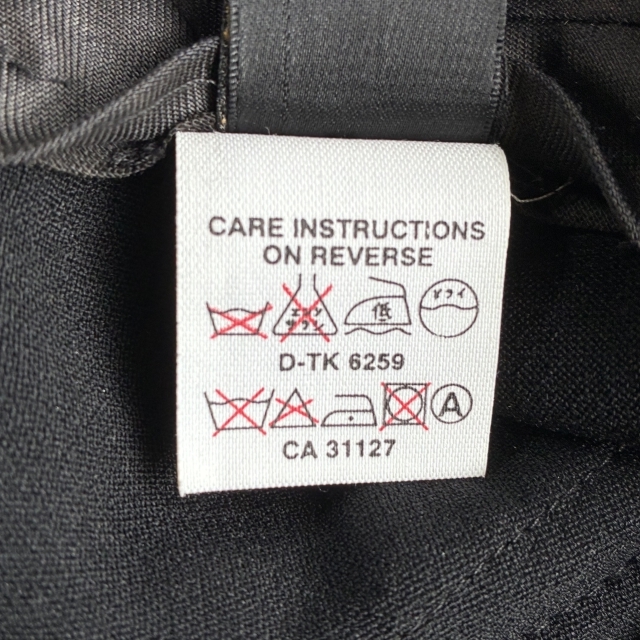 CARE INSTRUCTIONS
ON REVERSE
エンソ
サラシ 低 ドライ
D-TK 6259
A
CA 31127